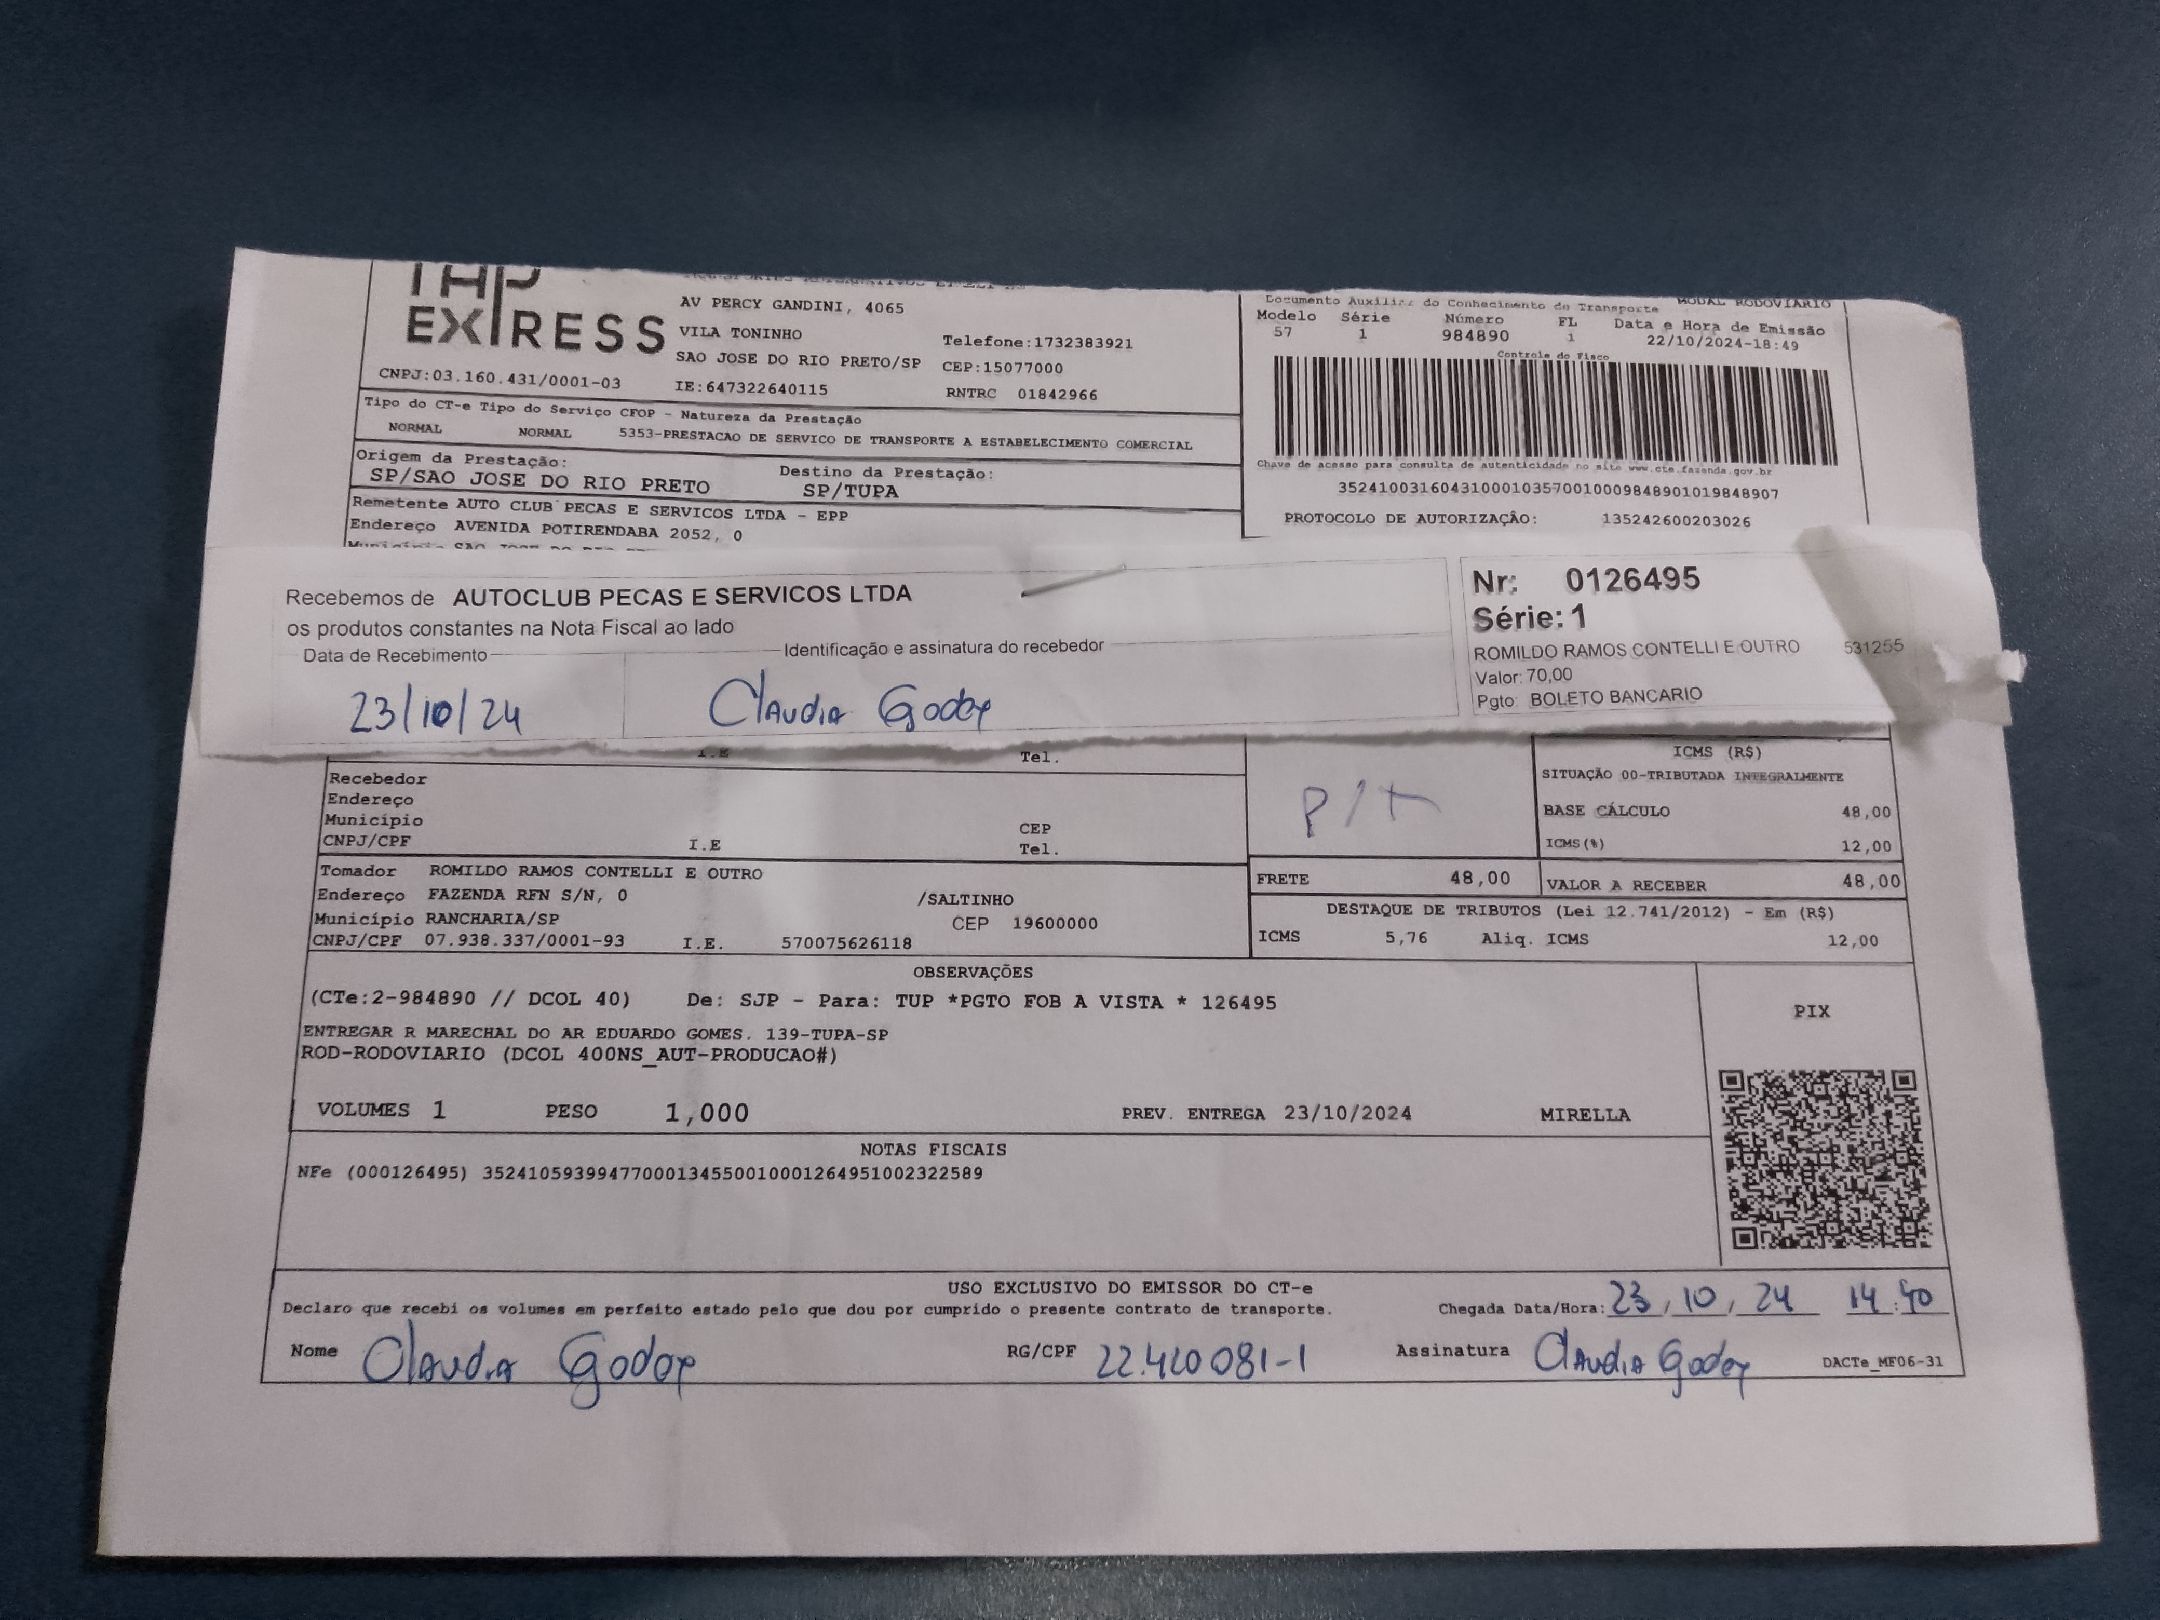 EXPRESS
AV PERCY GANDINI, 4065
VILA TONINHO
Telefone:1732383921
SAO JOSE DO RIO PRETO/SP CEP:15077000
CNPJ:03.160.431/0001-03 IE:647322640115 RNTRC 01842966
Documento Auxiliar do Conhecimento de Transporte MODAL RODOVIÁRIO
Modelo Série Número FL Data e Hora de Emissão
57 1 984890 1 22/10/2024-18:49
Controle do Fisco
Tipo do CT-e Tipo do Serviço CFOP - Natureza da Prestação
NORMAL NORMAL 5353-PRESTACAO DE SERVICO DE TRANSPORTE A ESTABELECIMENTO COMERCIAL
Origem da Prestação: Destino da Prestação:
SP/SAO JOSE DO RIO PRETO SP/TUPA
Chave de acesso para consulta de autenticidade no site www.cte.fazenda.gov.br
35241003160431000103570010009848901019848907
PROTOCOLO DE AUTORIZAÇÃO: 135242600203026
Remetente AUTO CLUB PECAS E SERVICOS LTDA - EPP
Endereço AVENIDA POTIRENDABA 2052, 0
Recebemos de AUTOCLUB PECAS E SERVICOS LTDA
os produtos constantes na Nota Fiscal ao lado
Data de Recebimento Identificação e assinatura do recebedor
23/10/24 Claudia Godoy
Nr: 0126495
Série: 1
ROMILDO RAMOS CONTELLI E OUTRO 531255
Valor: 70,00
Pgto: BOLETO BANCARIO
I.E Tel.
Recebedor
Endereço
Município CEP
CNPJ/CPF I.E Tel.
ICMS (R$)
SITUAÇÃO 00-TRIBUTADA INTEGRALMENTE
BASE CÁLCULO 48,00
ICMS(%) 12,00
Tomador ROMILDO RAMOS CONTELLI E OUTRO
Endereço FAZENDA RFN S/N, 0 /SALTINHO
Município RANCHARIA/SP CEP 19600000
CNPJ/CPF 07.938.337/0001-93 I.E. 570075626118
FRETE 48,00 VALOR A RECEBER 48,00
DESTAQUE DE TRIBUTOS (Lei 12.741/2012) - Em (R$)
ICMS 5,76 Aliq. ICMS 12,00
OBSERVAÇÕES
(CTe:2-984890 // DCOL 40) De: SJP - Para: TUP *PGTO FOB A VISTA * 126495
ENTREGAR R MARECHAL DO AR EDUARDO GOMES. 139-TUPA-SP
ROD-RODOVIARIO (DCOL 400NS_AUT-PRODUCAO#)
PIX
VOLUMES 1 PESO 1,000 PREV. ENTREGA 23/10/2024 MIRELLA
NOTAS FISCAIS
NFe (000126495) 35241059399477000134550010001264951002322589
USO EXCLUSIVO DO EMISSOR DO CT-e
Declaro que recebi os volumes em perfeito estado pelo que dou por cumprido o presente contrato de transporte. Chegada Data/Hora: 23/10/24 14:40
Nome Claudia Godoy RG/CPF 22.420081-1 Assinatura Claudia Godoy DACTe_MF06-31